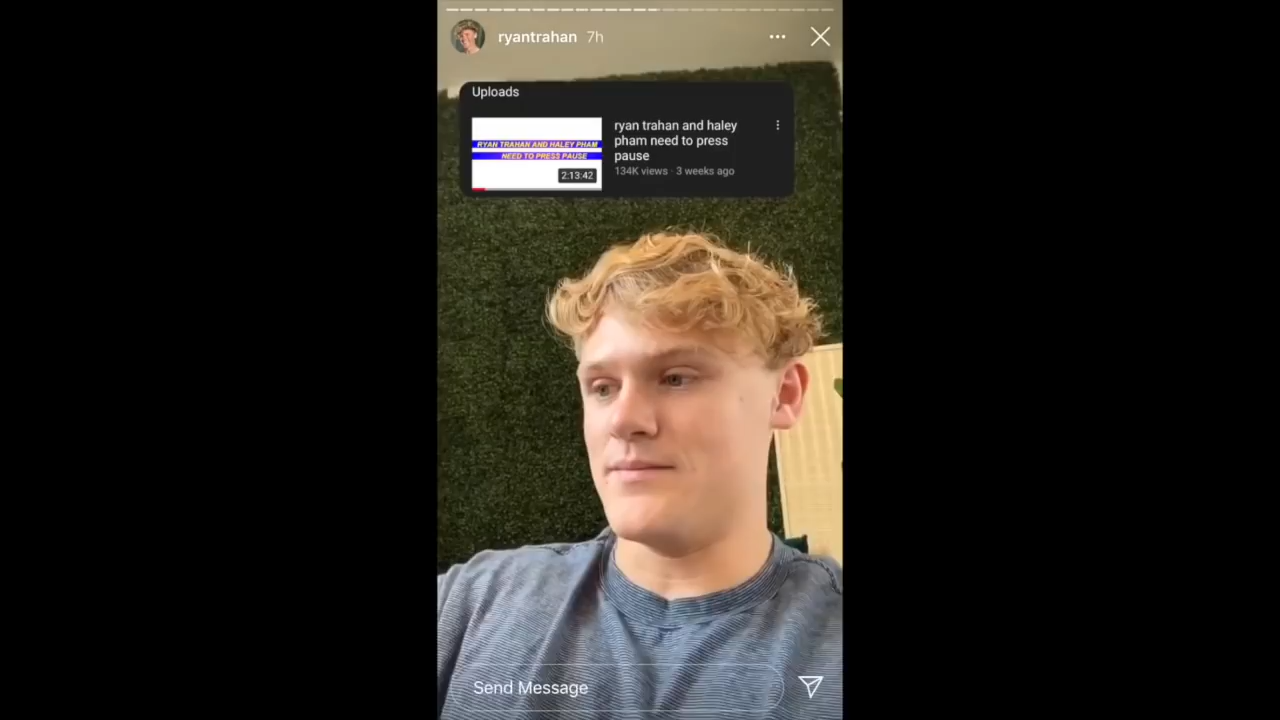 ryantrahan 7h
Uploads
RYAN TRAHAN AND HALEY PHAM
NEED TO PRESS PAUSE
2:13:42
ryan trahan and haley
pham need to press
pause
134K views · 3 weeks ago
Send Message